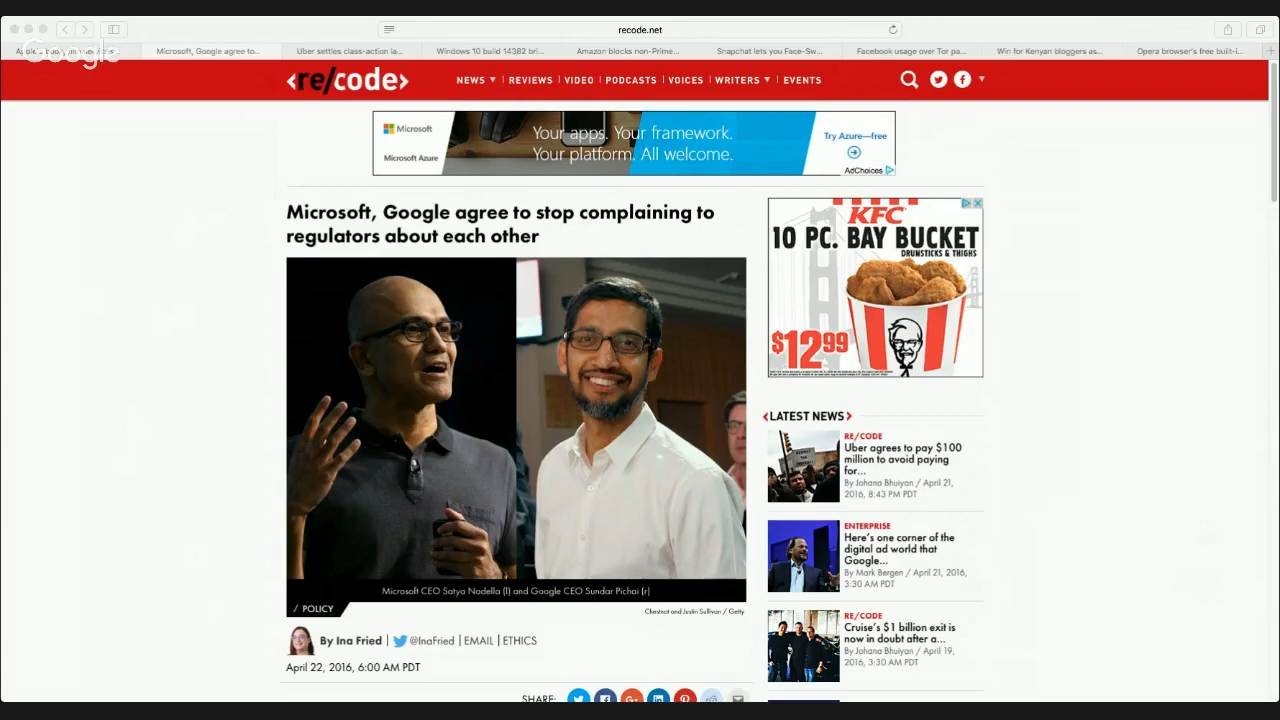 recode.net
Google
Microsoft, Google agree to...
Uber settles class-action la...
Windows 10 build 14382 bri...
Amazon blocks non-Prime...
Snapchat lets you Face-Sw...
Facebook usage over Tor pa...
Win for Kenyan bloggers as...
Opera browser's free built-i...
<re/code>
NEWS ▼ | REVIEWS | VIDEO | PODCASTS | VOICES | WRITERS ▼ | EVENTS
Microsoft
Microsoft Azure
Your apps. Your framework.
Your platform. All welcome.
Try Azure—free
AdChoices
Microsoft, Google agree to stop complaining to
regulators about each other
Microsoft CEO Satya Nadella (l) and Google CEO Sundar Pichai (r)
/ POLICY
Chesnot and Justin Sullivan / Getty
By Ina Fried | @InaFried | EMAIL | ETHICS
April 22, 2016, 6:00 AM PDT
SHARE:
KFC
10 PC. BAY BUCKET
DRUMSTICKS & THIGHS
$12.99
KFC
<LATEST NEWS>
RE/CODE
Uber agrees to pay $100
million to avoid paying
for...
By Johana Bhuiyan / April 21,
2016, 8:43 PM PDT
ENTERPRISE
Here's one corner of the
digital ad world that
Google...
By Mark Bergen / April 21, 2016,
3:30 AM PDT
RE/CODE
Cruise's $1 billion exit is
now in doubt after a...
By Johana Bhuiyan / April 19,
2016, 3:30 AM PDT